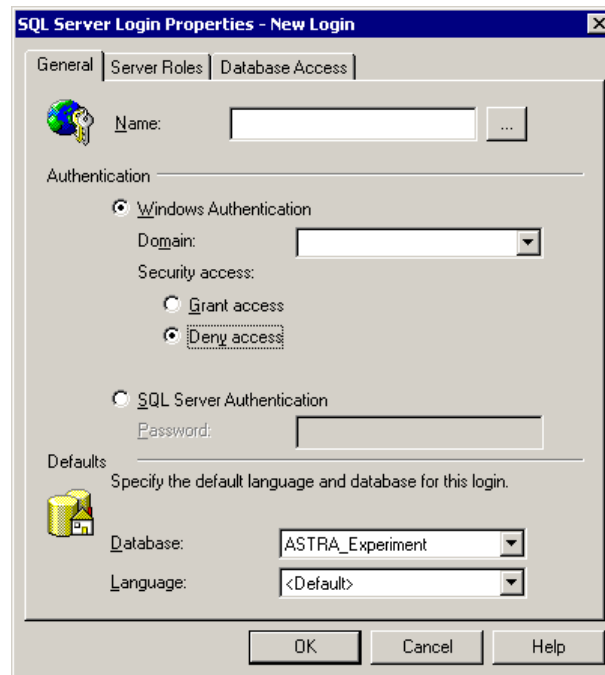 SQL Server Login Properties - New Login
General Server Roles Database Access
Name: ...
Authentication
Windows Authentication
Domain:
Security access:
Grant access
Deny access
SQL Server Authentication
Password:
Defaults
Specify the default language and database for this login.
Database: ASTRA_Experiment
Language: <Default>
OK Cancel Help